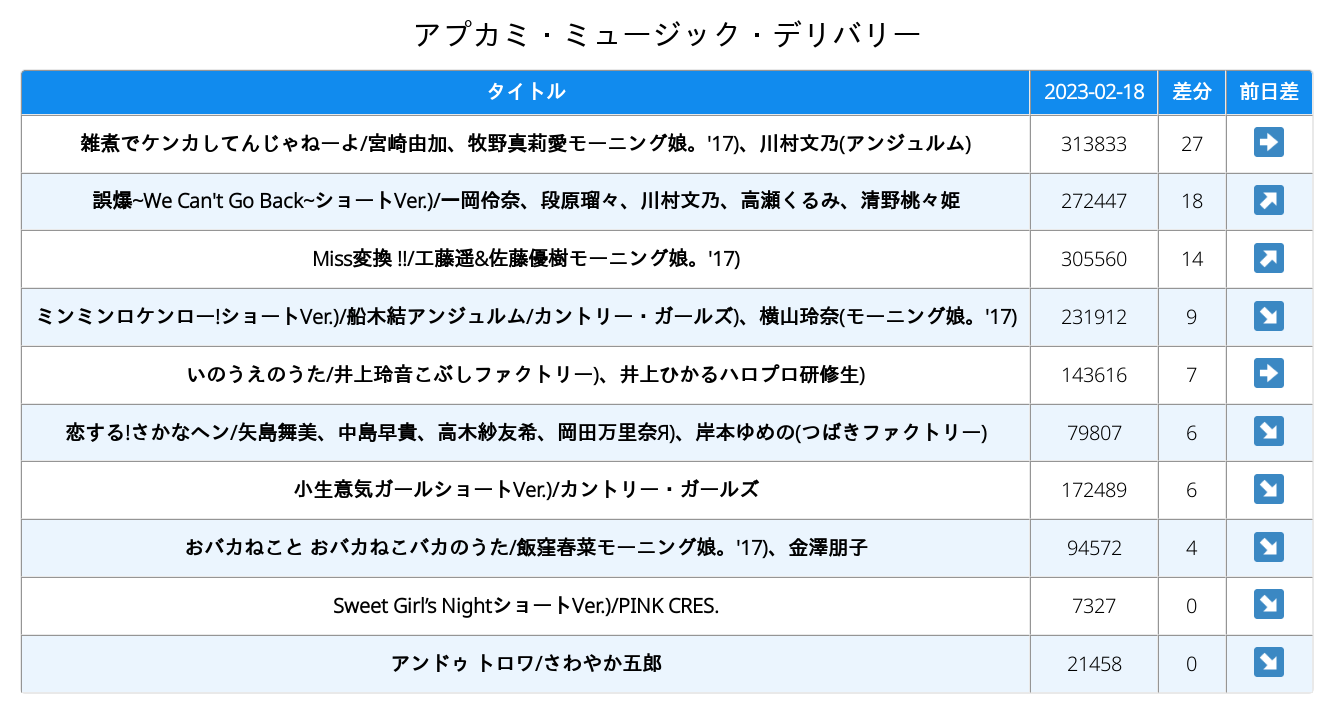 アプカミ・ミュージック・デリバリー
タイトル 2023-02-18 差分 前日差
雑煮でケンカしてんじゃねーよ/宮崎由加、牧野真莉愛モーニング娘。'17)、川村文乃(アンジュルム) 313833 27 ➡
誤爆~We Can't Go Back~ショートVer.)/一岡伶奈、段原瑠々、川村文乃、高瀬くるみ、清野桃々姫 272447 18 ↗
Miss変換 !!/工藤遥&佐藤優樹モーニング娘。'17) 305560 14 ↗
ミンミンロケンロー!ショートVer.)/船木結アンジュルム/カントリー・ガールズ)、横山玲奈(モーニング娘。'17) 231912 9 ↘
いのうえのうた/井上玲音こぶしファクトリー)、井上ひかるハロプロ研修生) 143616 7 ➡
恋する!さかなヘン/矢島舞美、中島早貴、高木紗友希、岡田万里奈Я)、岸本ゆめの(つばきファクトリー) 79807 6 ↘
小生意気ガールショートVer.)/カントリー・ガールズ 172489 6 ↘
おバカねこと おバカねこバカのうた/飯窪春菜モーニング娘。'17)、金澤朋子 94572 4 ↘
Sweet Girl’s NightショートVer.)/PINK CRES. 7327 0 ↘
アンドゥ トロワ/さわやか五郎 21458 0 ↘